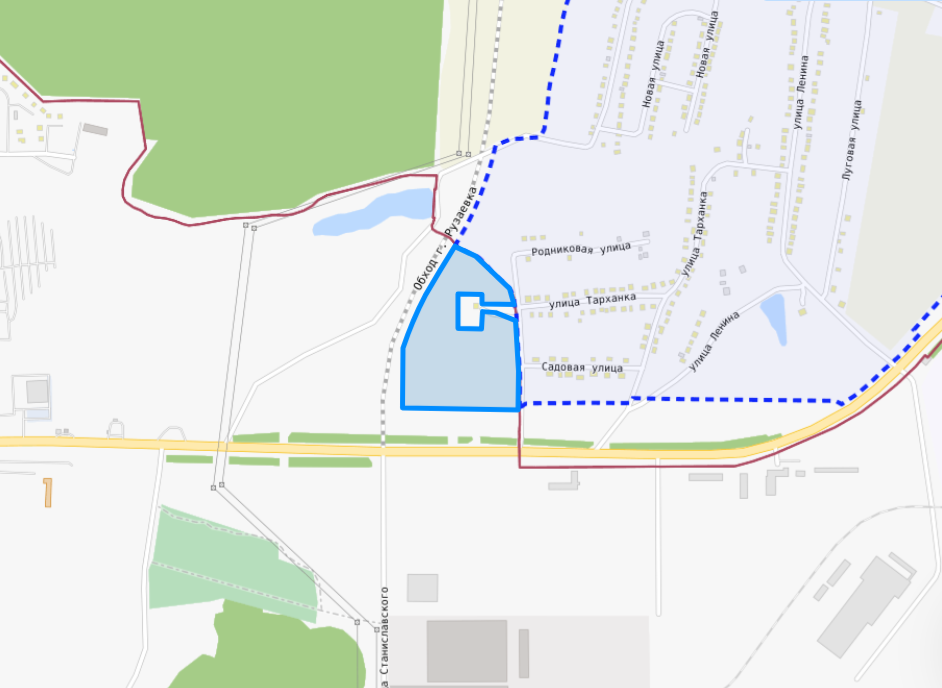 Новая улица
Новая улица
улица Ленина
Луговая улица
Обход г. Рузаевка
Родниковая улица
улица Тарханка
улица Тарханка
улица Ленина
Садовая улица
а Станиславского